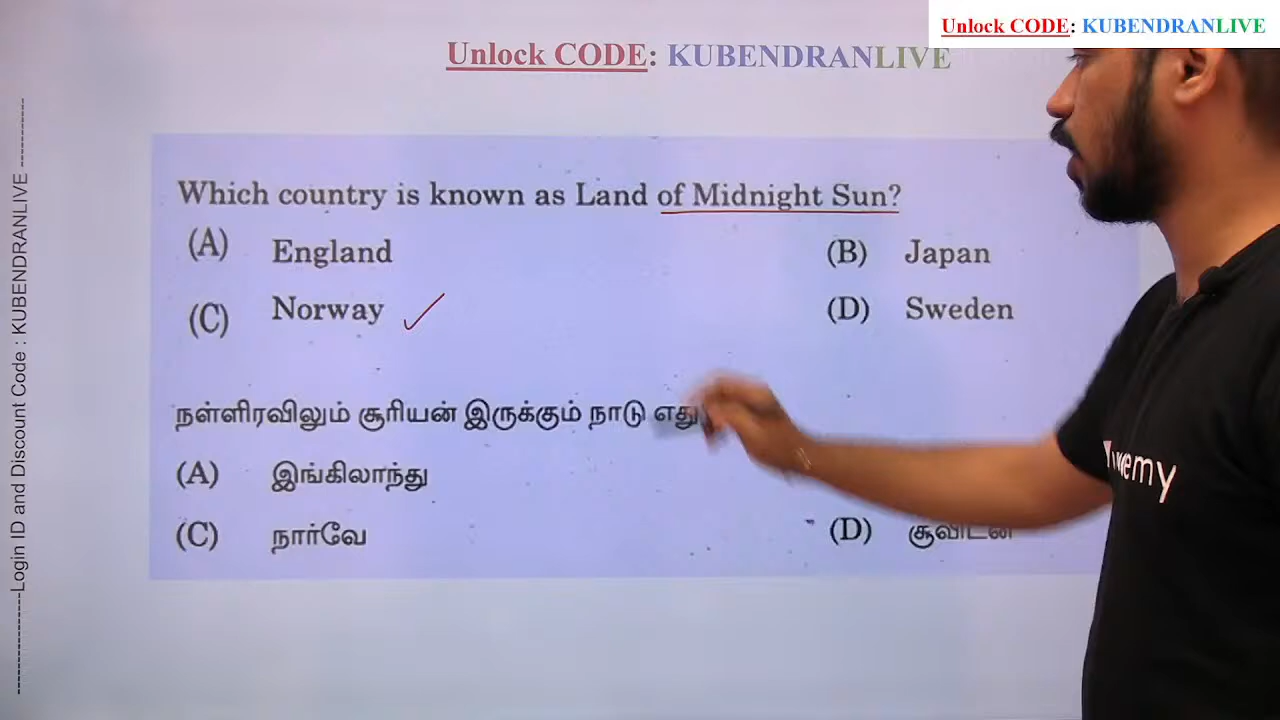 Unlock CODE: KUBENDRANLIVE
Unlock CODE: KUBENDRANLIVE
Which country is known as Land of Midnight Sun?
(A) England (B) Japan
(C) Norway (D) Sweden
நள்ளிரவிலும் சூரியன் இருக்கும் நாடு எது
(A) இங்கிலாந்து
(C) நார்வே (D) சுவிடன்
Login ID and Discount Code : KUBENDRANLIVE